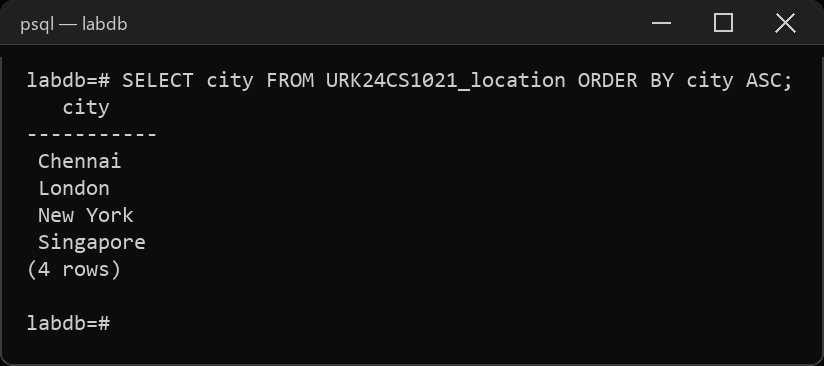 psql — labdb
labdb=# SELECT city FROM URK24CS1021_location ORDER BY city ASC;
   city
-----------
 Chennai
 London
 New York
 Singapore
(4 rows)

labdb=#